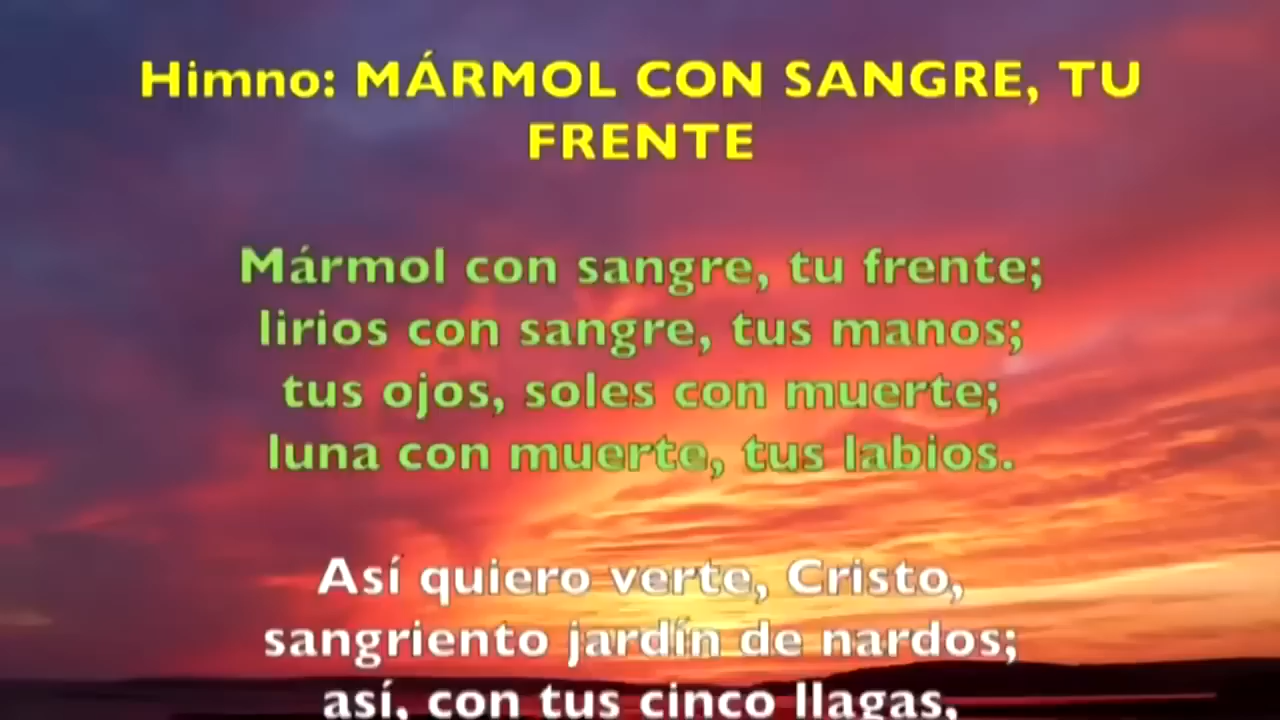 Himno: MÁRMOL CON SANGRE, TU
FRENTE
Mármol con sangre, tu frente;
lirios con sangre, tus manos;
tus ojos, soles con muerte;
luna con muerte, tus labios.
Así quiero verte, Cristo,
sangriento jardín de nardos;
así, con tus cinco llagas,